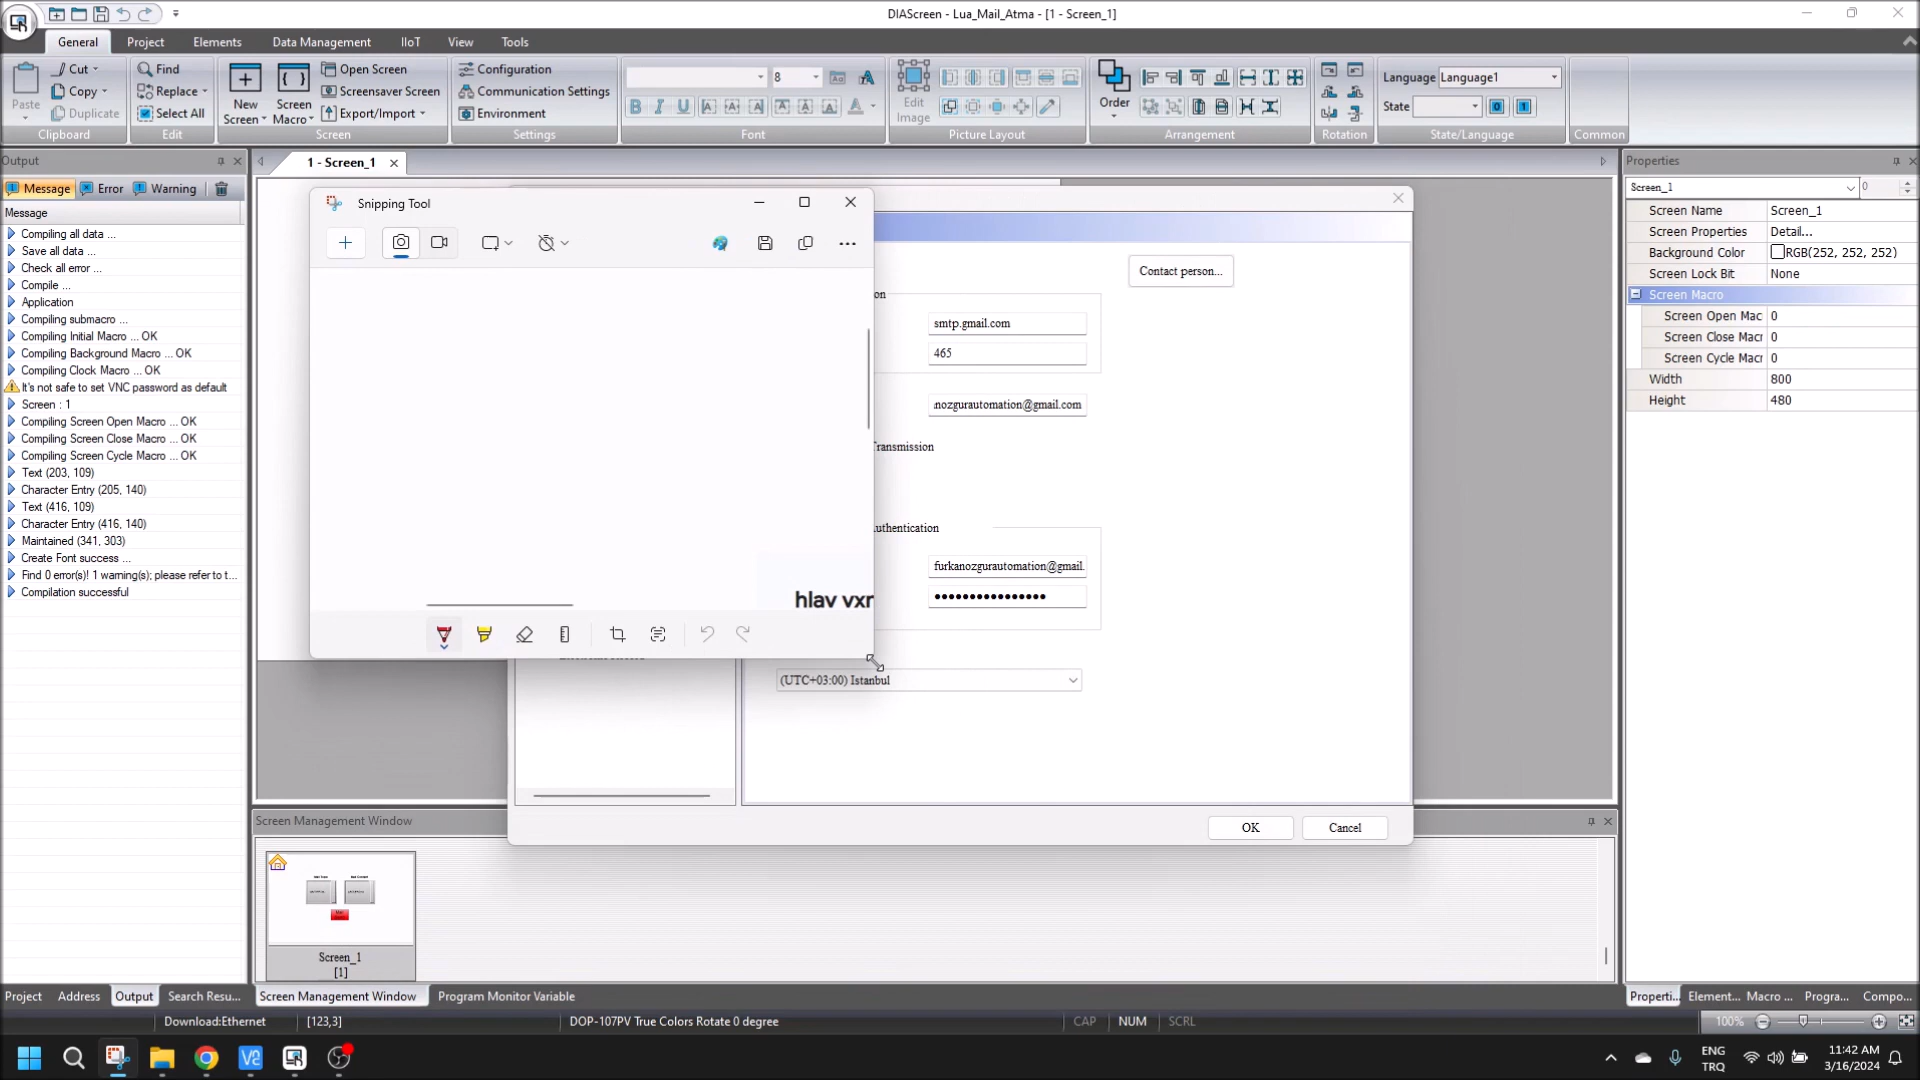 DIAScreen - Lua_Mail_Atma - [1 - Screen_1]
General Project Elements Data Management IIoT View Tools
Paste
Cut
Copy
Duplicate
Clipboard
Find
Replace
Select All
Edit
New Screen
Screen Macro
Open Screen
Screensaver Screen
Export/Import
Screen
Configuration
Communication Settings
Environment
Settings
8
Font
Edit Image
Picture Layout
Order
Arrangement
Rotation
Language Language1
State
State/Language
Common
Output
Message Error Warning
Message
Compiling all data ...
Save all data ...
Check all error ...
Compile ...
Application
Compiling submacro ...
Compiling Initial Macro ... OK
Compiling Background Macro ... OK
Compiling Clock Macro ... OK
It's not safe to set VNC password as default
Screen : 1
Compiling Screen Open Macro ... OK
Compiling Screen Close Macro ... OK
Compiling Screen Cycle Macro ... OK
Text (203, 109)
Character Entry (205, 140)
Text (416, 109)
Character Entry (416, 140)
Maintained (341, 303)
Create Font success ...
Find 0 error(s)! 1 warning(s); please refer to t...
Compilation successful
1 - Screen_1
Snipping Tool
hlav vxr
Contact person...
on
smtp.gmail.com
465
nozgurautomation@gmail.com
Transmission
uthentication
furkanozgurautomation@gmail.
••••••••••••••••
(UTC+03:00) Istanbul
OK Cancel
Properties
Screen_1 0
Screen Name Screen_1
Screen Properties Detail...
Background Color RGB(252, 252, 252)
Screen Lock Bit None
Screen Macro
Screen Open Mac 0
Screen Close Macr 0
Screen Cycle Macr 0
Width 800
Height 480
Screen Management Window
Screen_1
[1]
Project Address Output Search Resu... Screen Management Window Program Monitor Variable
Properti... Element... Macro ... Progra... Compo...
Download:Ethernet [123,3] DOP-107PV True Colors Rotate 0 degree CAP NUM SCRL 100%
ENG
TRQ
11:42 AM
3/16/2024